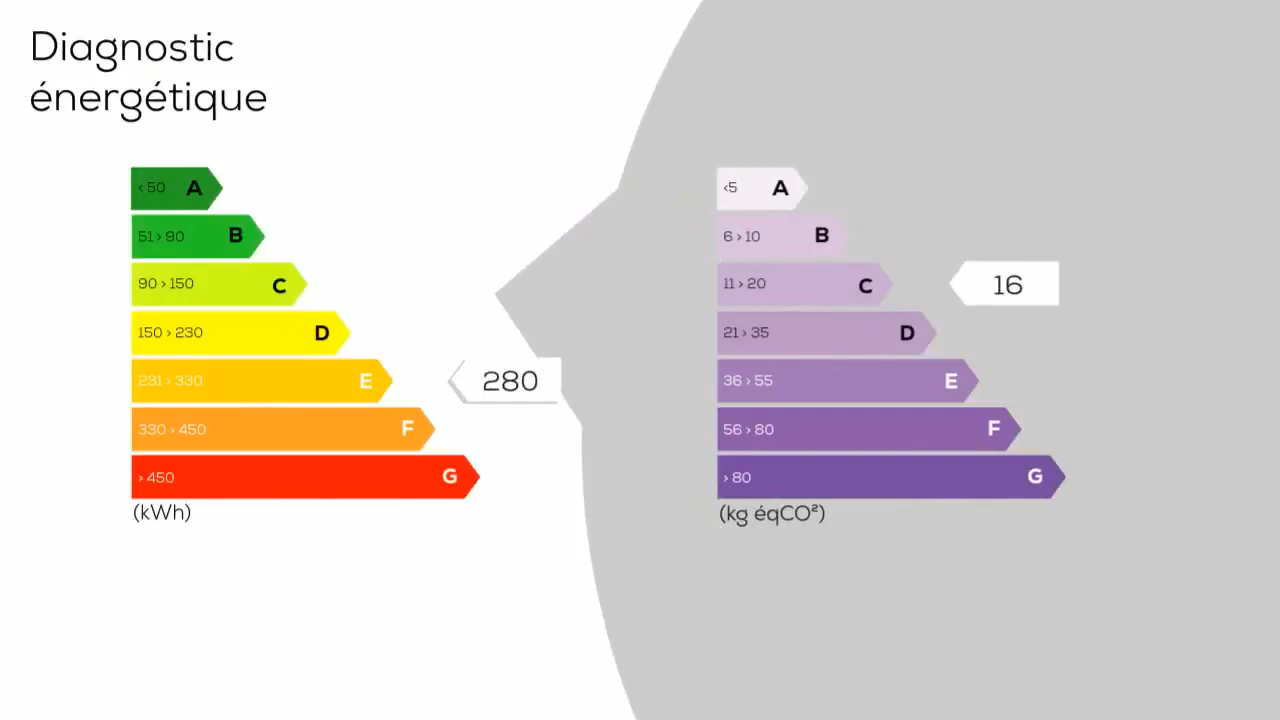 Diagnostic
énergétique
< 50 A
51 > 90 B
90 > 150 C
150 > 230 D
231 > 330 E
280
330 > 450 F
> 450 G
(kWh)
<5 A
6 > 10 B
11 > 20 C
16
21 > 35 D
36 > 55 E
56 > 80 F
> 80 G
(kg éqCO²)